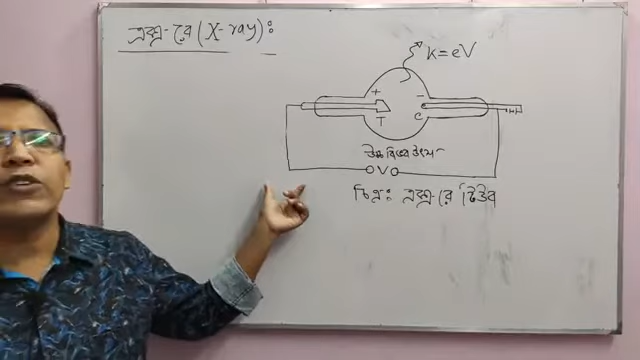 এক্স-রে (X-ray)ঃ
K=eV
+ -
T C
উচ্চ বিভব উৎস
V
চিত্রঃ এক্স-রে টিউব